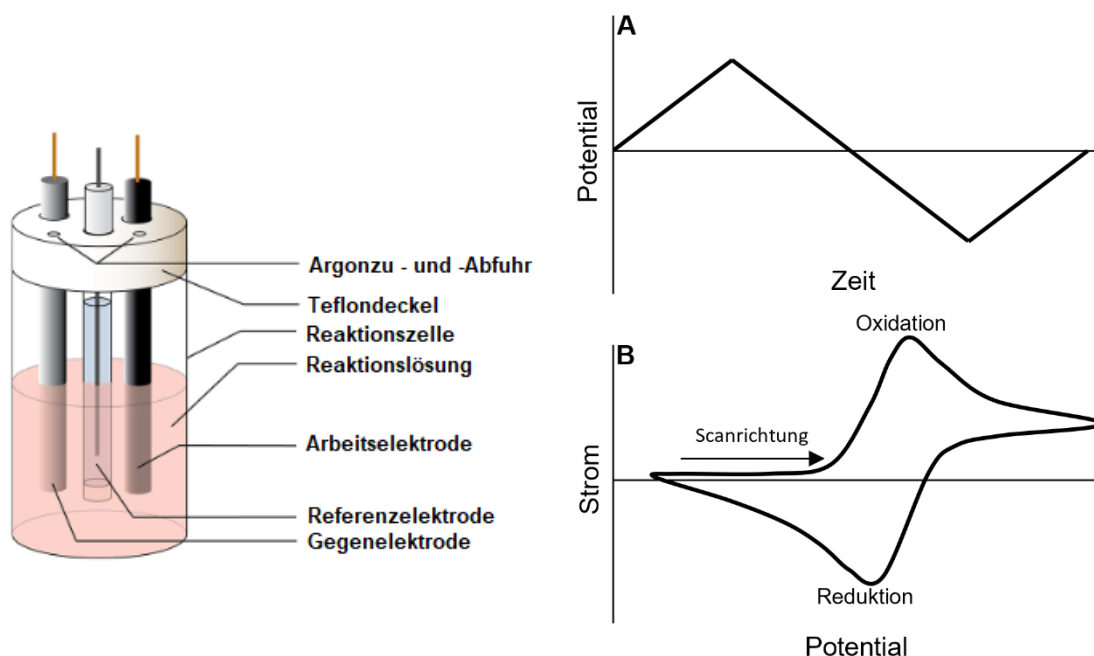 Argonzu - und -Abfuhr
Teflondeckel
Reaktionszelle
Reaktionslösung
Arbeitselektrode
Referenzelektrode
Gegenelektrode
A
Potential
Zeit
B
Oxidation
Scanrichtung
Strom
Reduktion
Potential